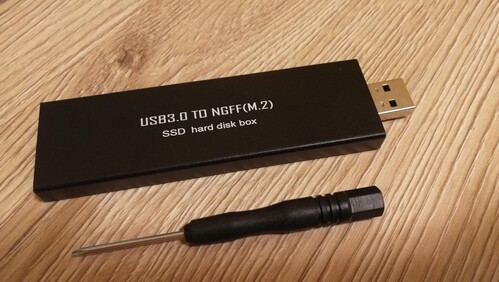 USB3.0 TO NGFF(M.2)
SSD hard disk box